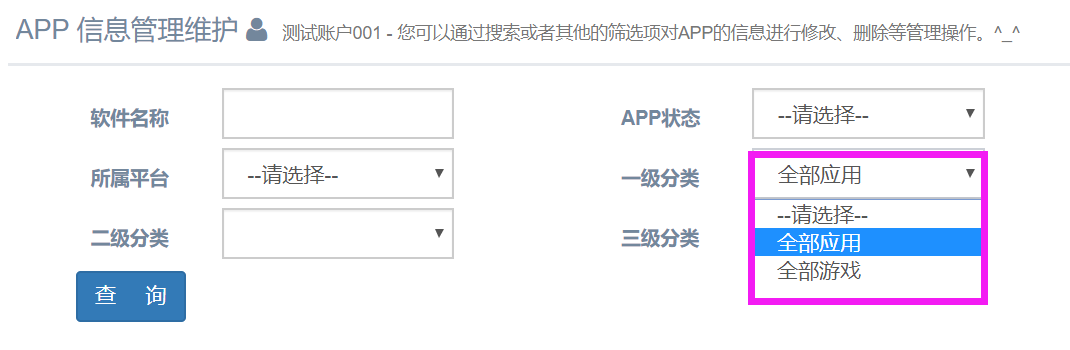 APP 信息管理维护 测试账户001 - 您可以通过搜索或者其他的筛选项对APP的信息进行修改、删除等管理操作。^_^
软件名称 APP状态 --请选择--
所属平台 --请选择-- 一级分类 全部应用
--请选择--
二级分类 三级分类 全部应用
全部游戏
查 询